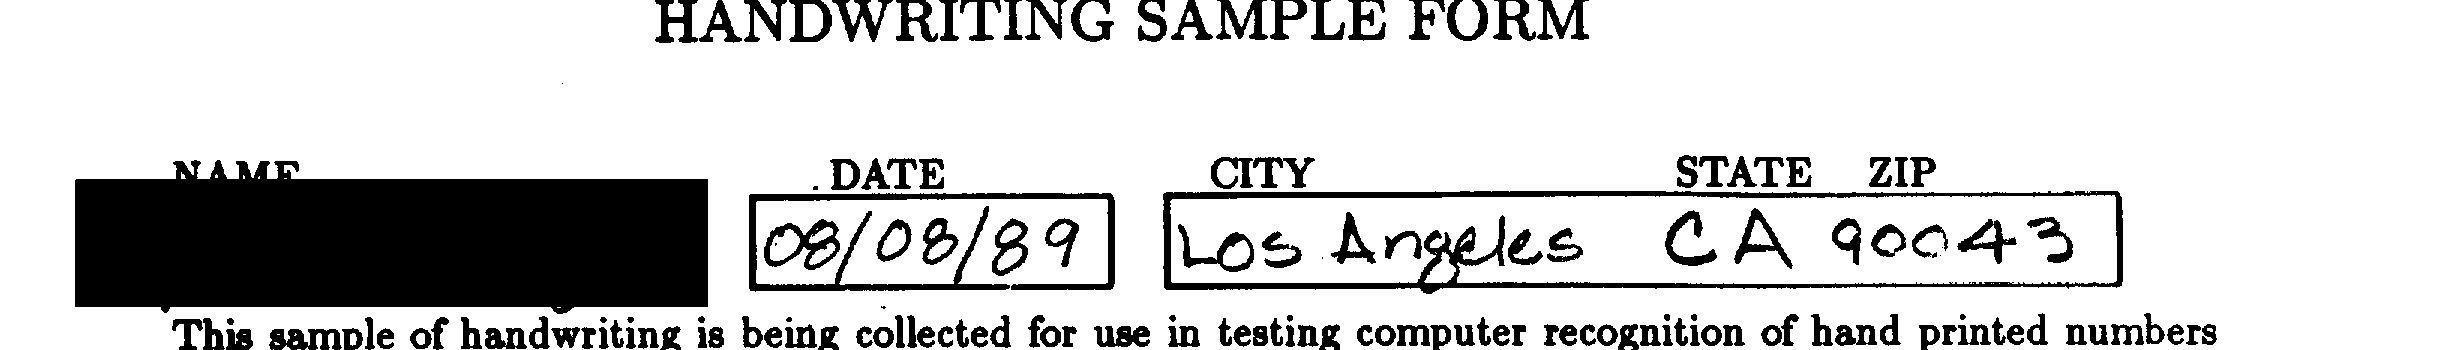 HANDWRITING SAMPLE FORM
NAME DATE CITY STATE ZIP
08/08/89 Los Angeles CA 90043
This sample of handwriting is being collected for use in testing computer recognition of hand printed numbers